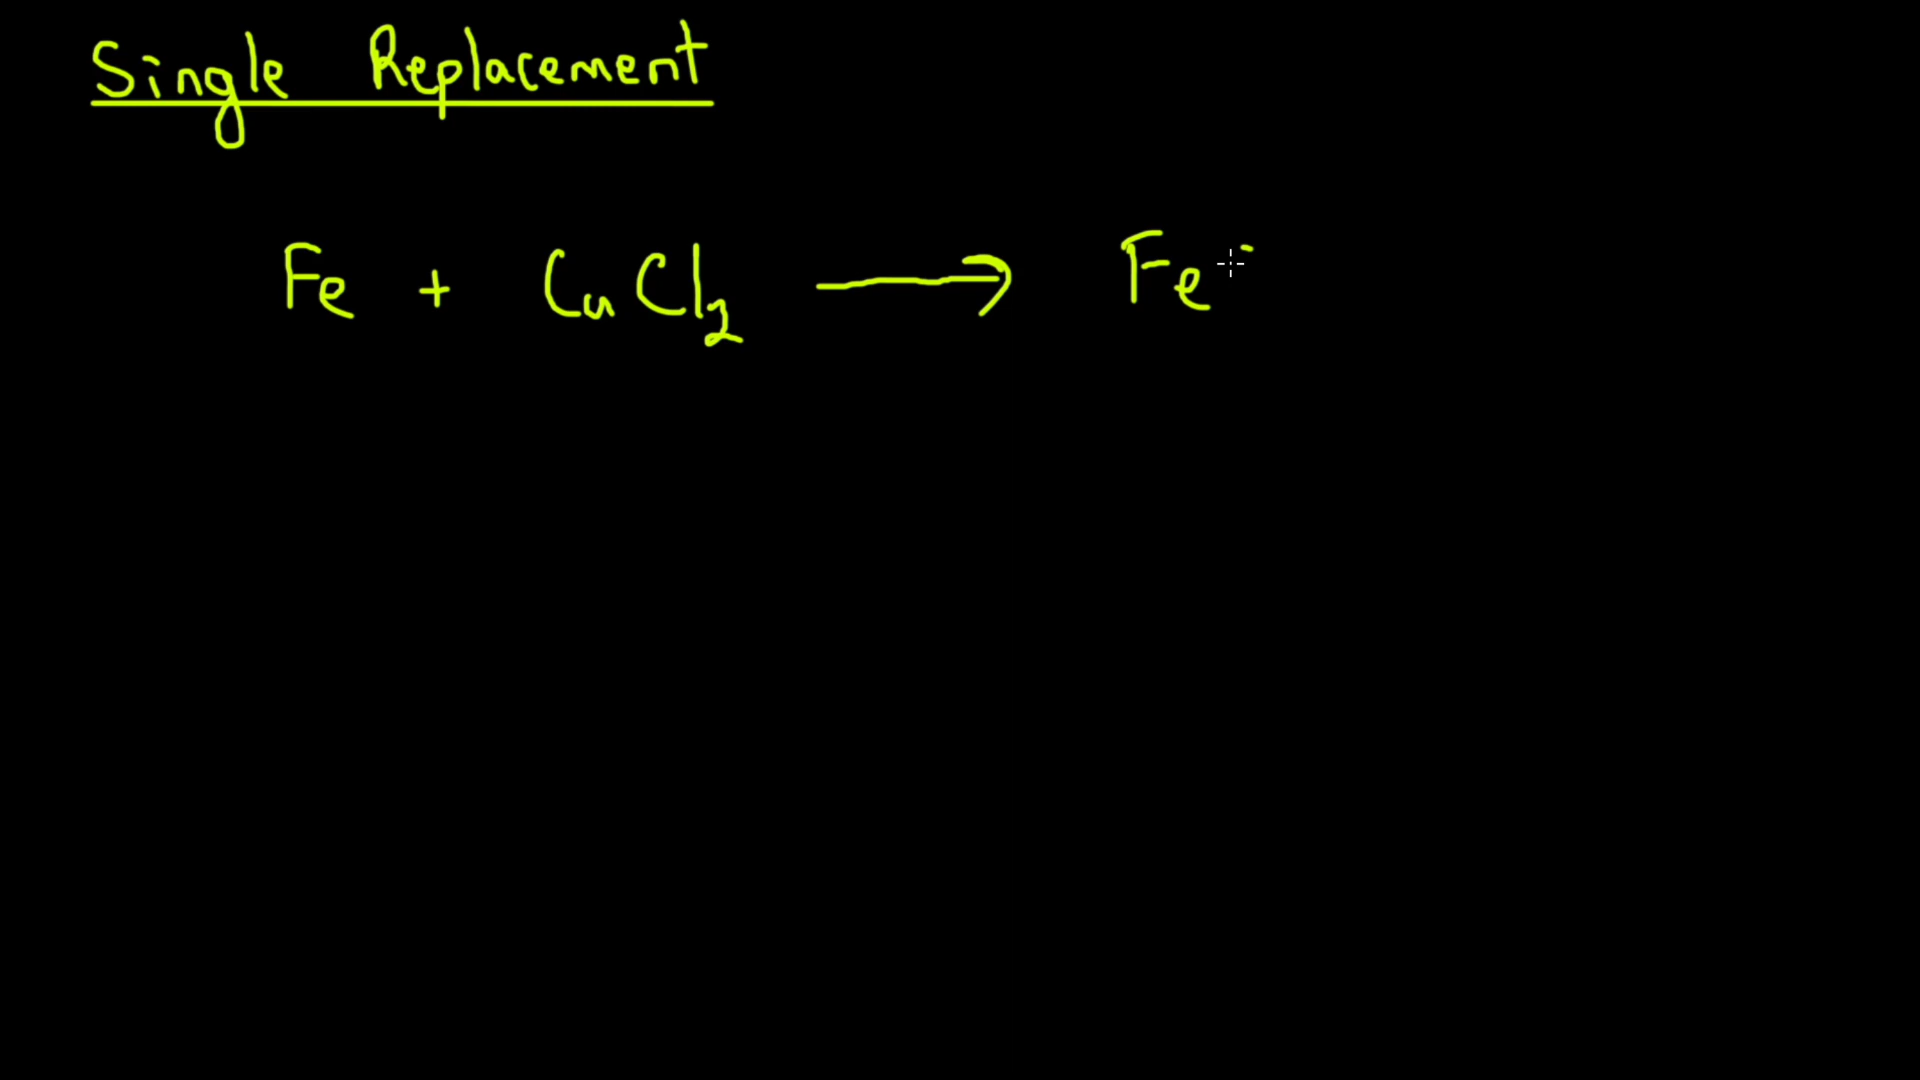 Single Replacement
Fe + CuCl₂ ⟶ Fe